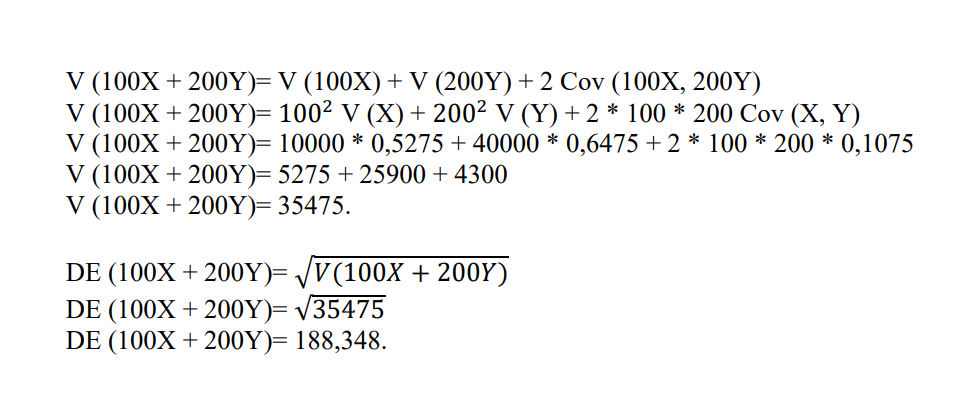 V (100X + 200Y)= V (100X) + V (200Y) + 2 Cov (100X, 200Y)
V (100X + 200Y)= 100² V (X) + 200² V (Y) + 2 * 100 * 200 Cov (X, Y)
V (100X + 200Y)= 10000 * 0,5275 + 40000 * 0,6475 + 2 * 100 * 200 * 0,1075
V (100X + 200Y)= 5275 + 25900 + 4300
V (100X + 200Y)= 35475.
DE (100X + 200Y)= √V(100X + 200Y)
DE (100X + 200Y)= √35475
DE (100X + 200Y)= 188,348.